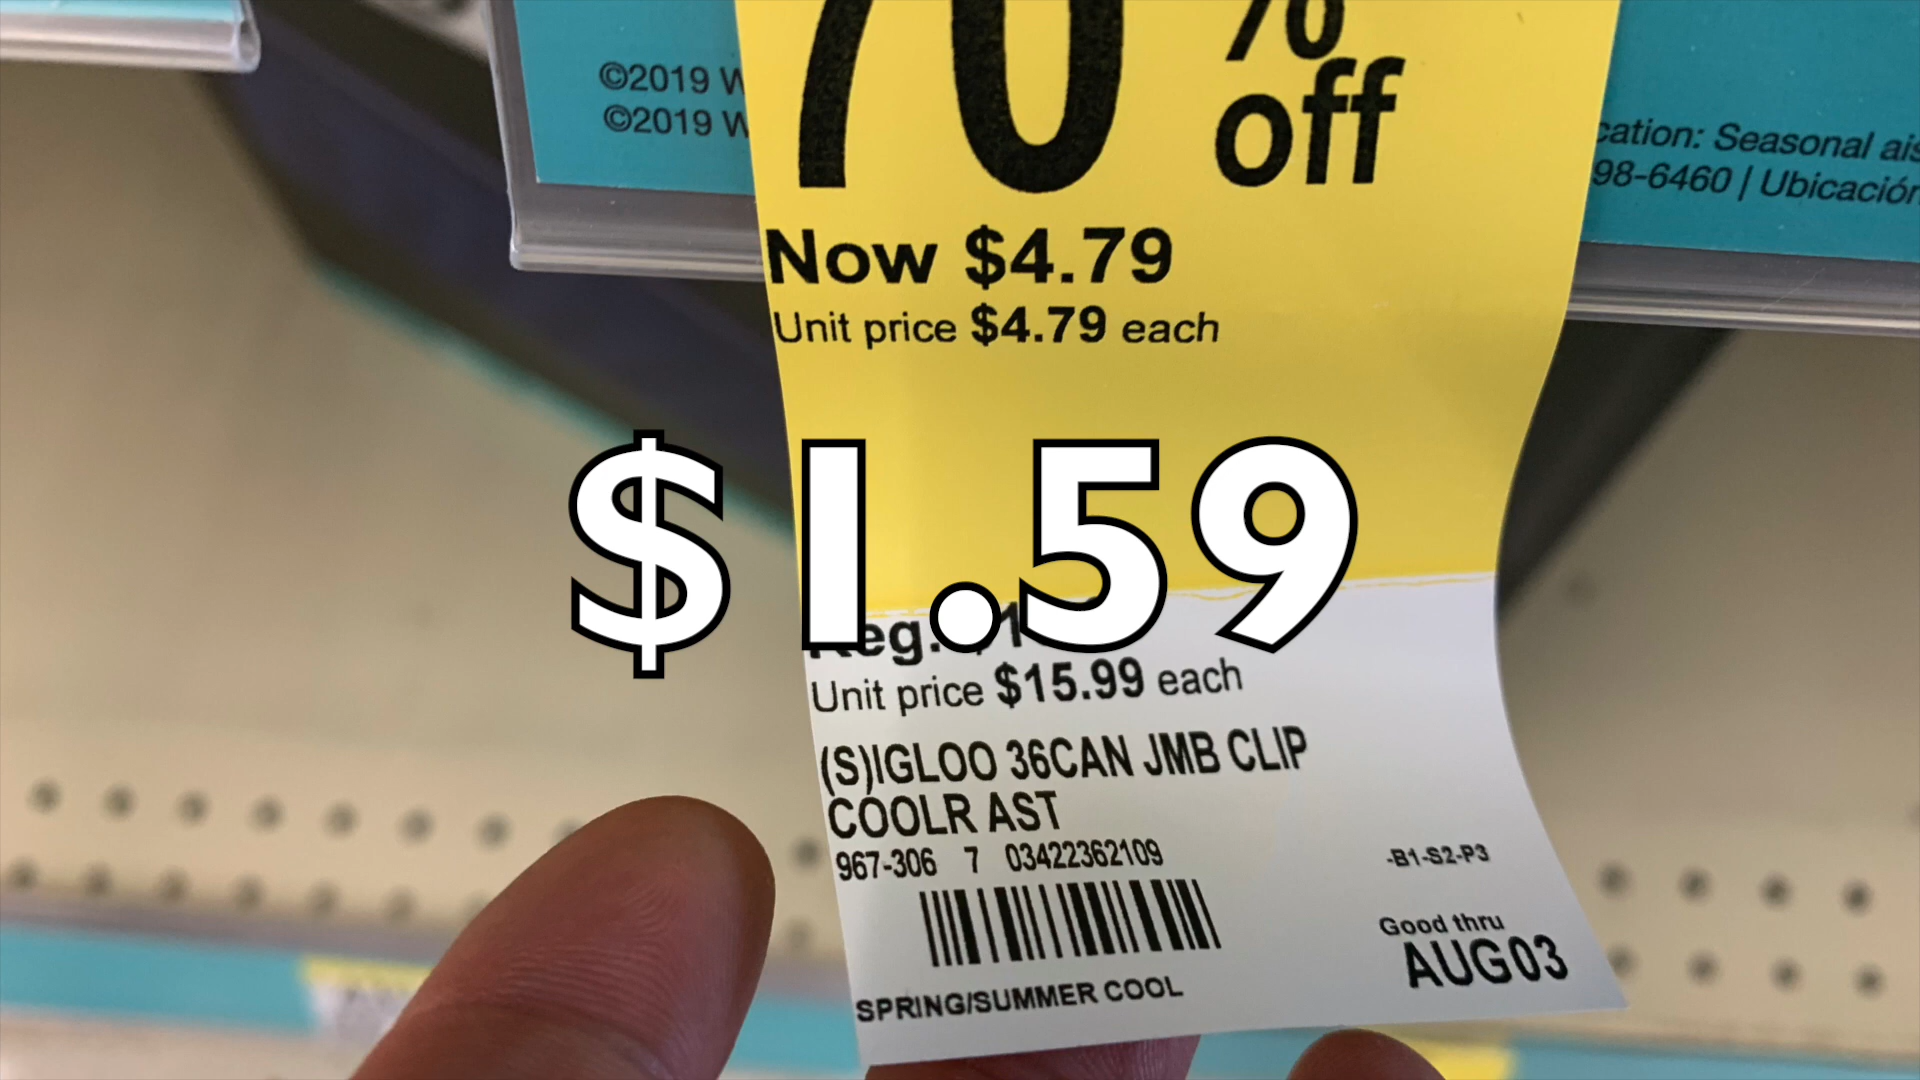 ©2019 W
©2019 W
70 %
off
cation: Seasonal ais
98-6460 | Ubicación
Now $4.79
Unit price $4.79 each
$1.59
Reg. $1
Unit price $15.99 each
(S)IGLOO 36CAN JMB CLIP
COOLR AST
967-306 7 03422362109
-B1-S2-P3
Good thru
AUG03
SPRING/SUMMER COOL